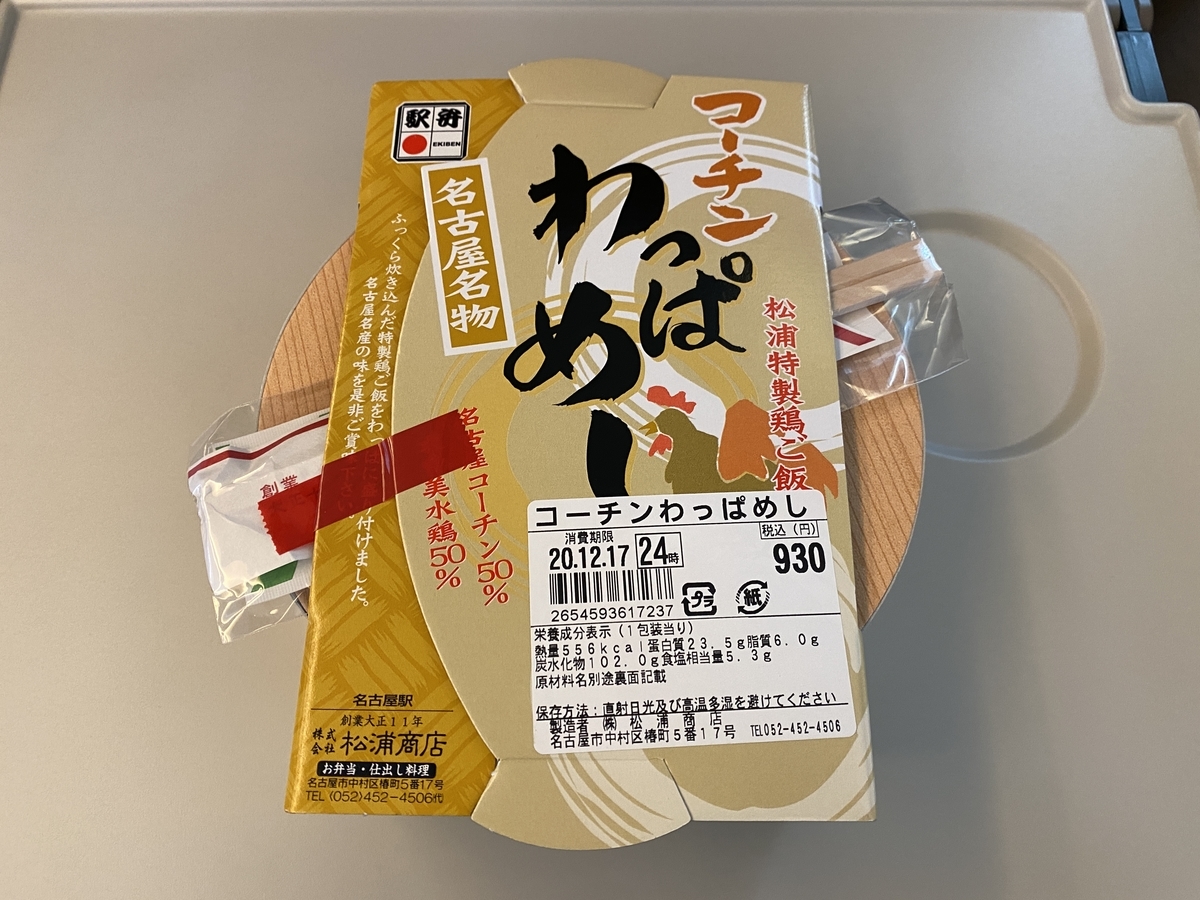 駅弁
EKIBEN
コーチン
わっぱ
めし
名古屋名物
松浦特製鶏ご飯
ふっくら炊き込んだ特製鶏ご飯をわっ
り付けました。
名古屋名産の味を是非ご賞
名古屋コーチン50%
美水鶏50%
創業
コーチンわっぱめし
消費期限
税込(円)
20.12.17 24時
930
2654593617237
プラ
紙
栄養成分表示(1包装当り)
熱量556kcal蛋白質23.5g脂質6.0g
炭水化物102.0g食塩相当量5.3g
原材料名別途裏面記載
保存方法:直射日光及び高温多湿を避けてください
製造者 ㈱ 松 浦 商 店
名古屋市中村区椿町5番17号 TEL052-452-4506
名古屋駅
創業大正11年
株式会社 松浦商店
お弁当・仕出し料理
名古屋市中村区椿町5番17号
TEL(052)452-4506代